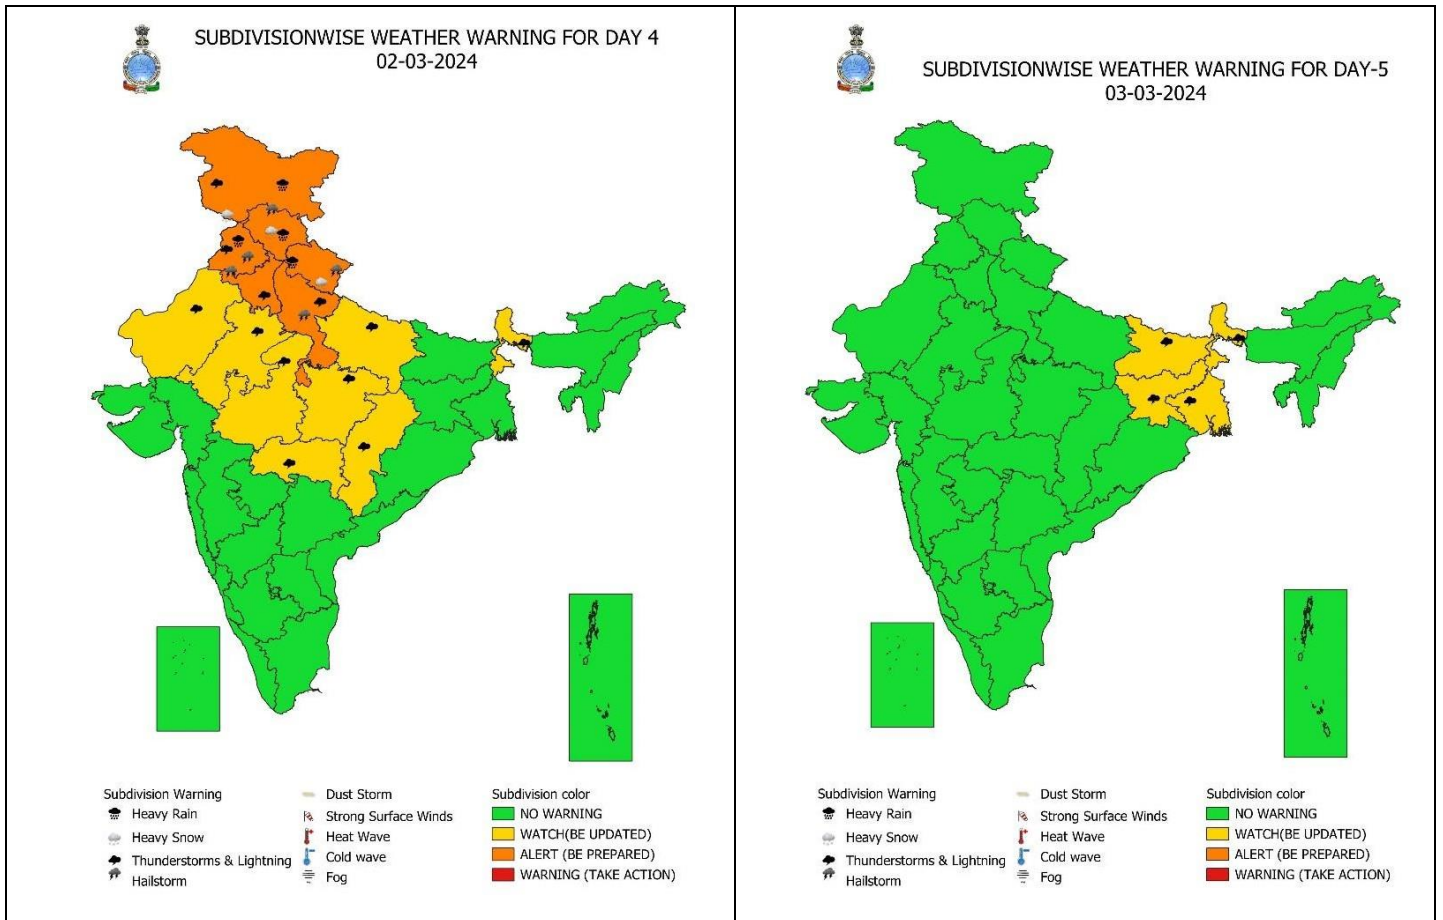 SUBDIVISIONWISE WEATHER WARNING FOR DAY 4
02-03-2024
Subdivision Warning
Heavy Rain
Heavy Snow
Thunderstorms & Lightning
Hailstorm
Dust Storm
Strong Surface Winds
Heat Wave
Cold wave
Fog
Subdivision color
NO WARNING
WATCH(BE UPDATED)
ALERT (BE PREPARED)
WARNING (TAKE ACTION)
SUBDIVISIONWISE WEATHER WARNING FOR DAY-5
03-03-2024
Subdivision Warning
Heavy Rain
Heavy Snow
Thunderstorms & Lightning
Hailstorm
Dust Storm
Strong Surface Winds
Heat Wave
Cold wave
Fog
Subdivision color
NO WARNING
WATCH(BE UPDATED)
ALERT (BE PREPARED)
WARNING (TAKE ACTION)